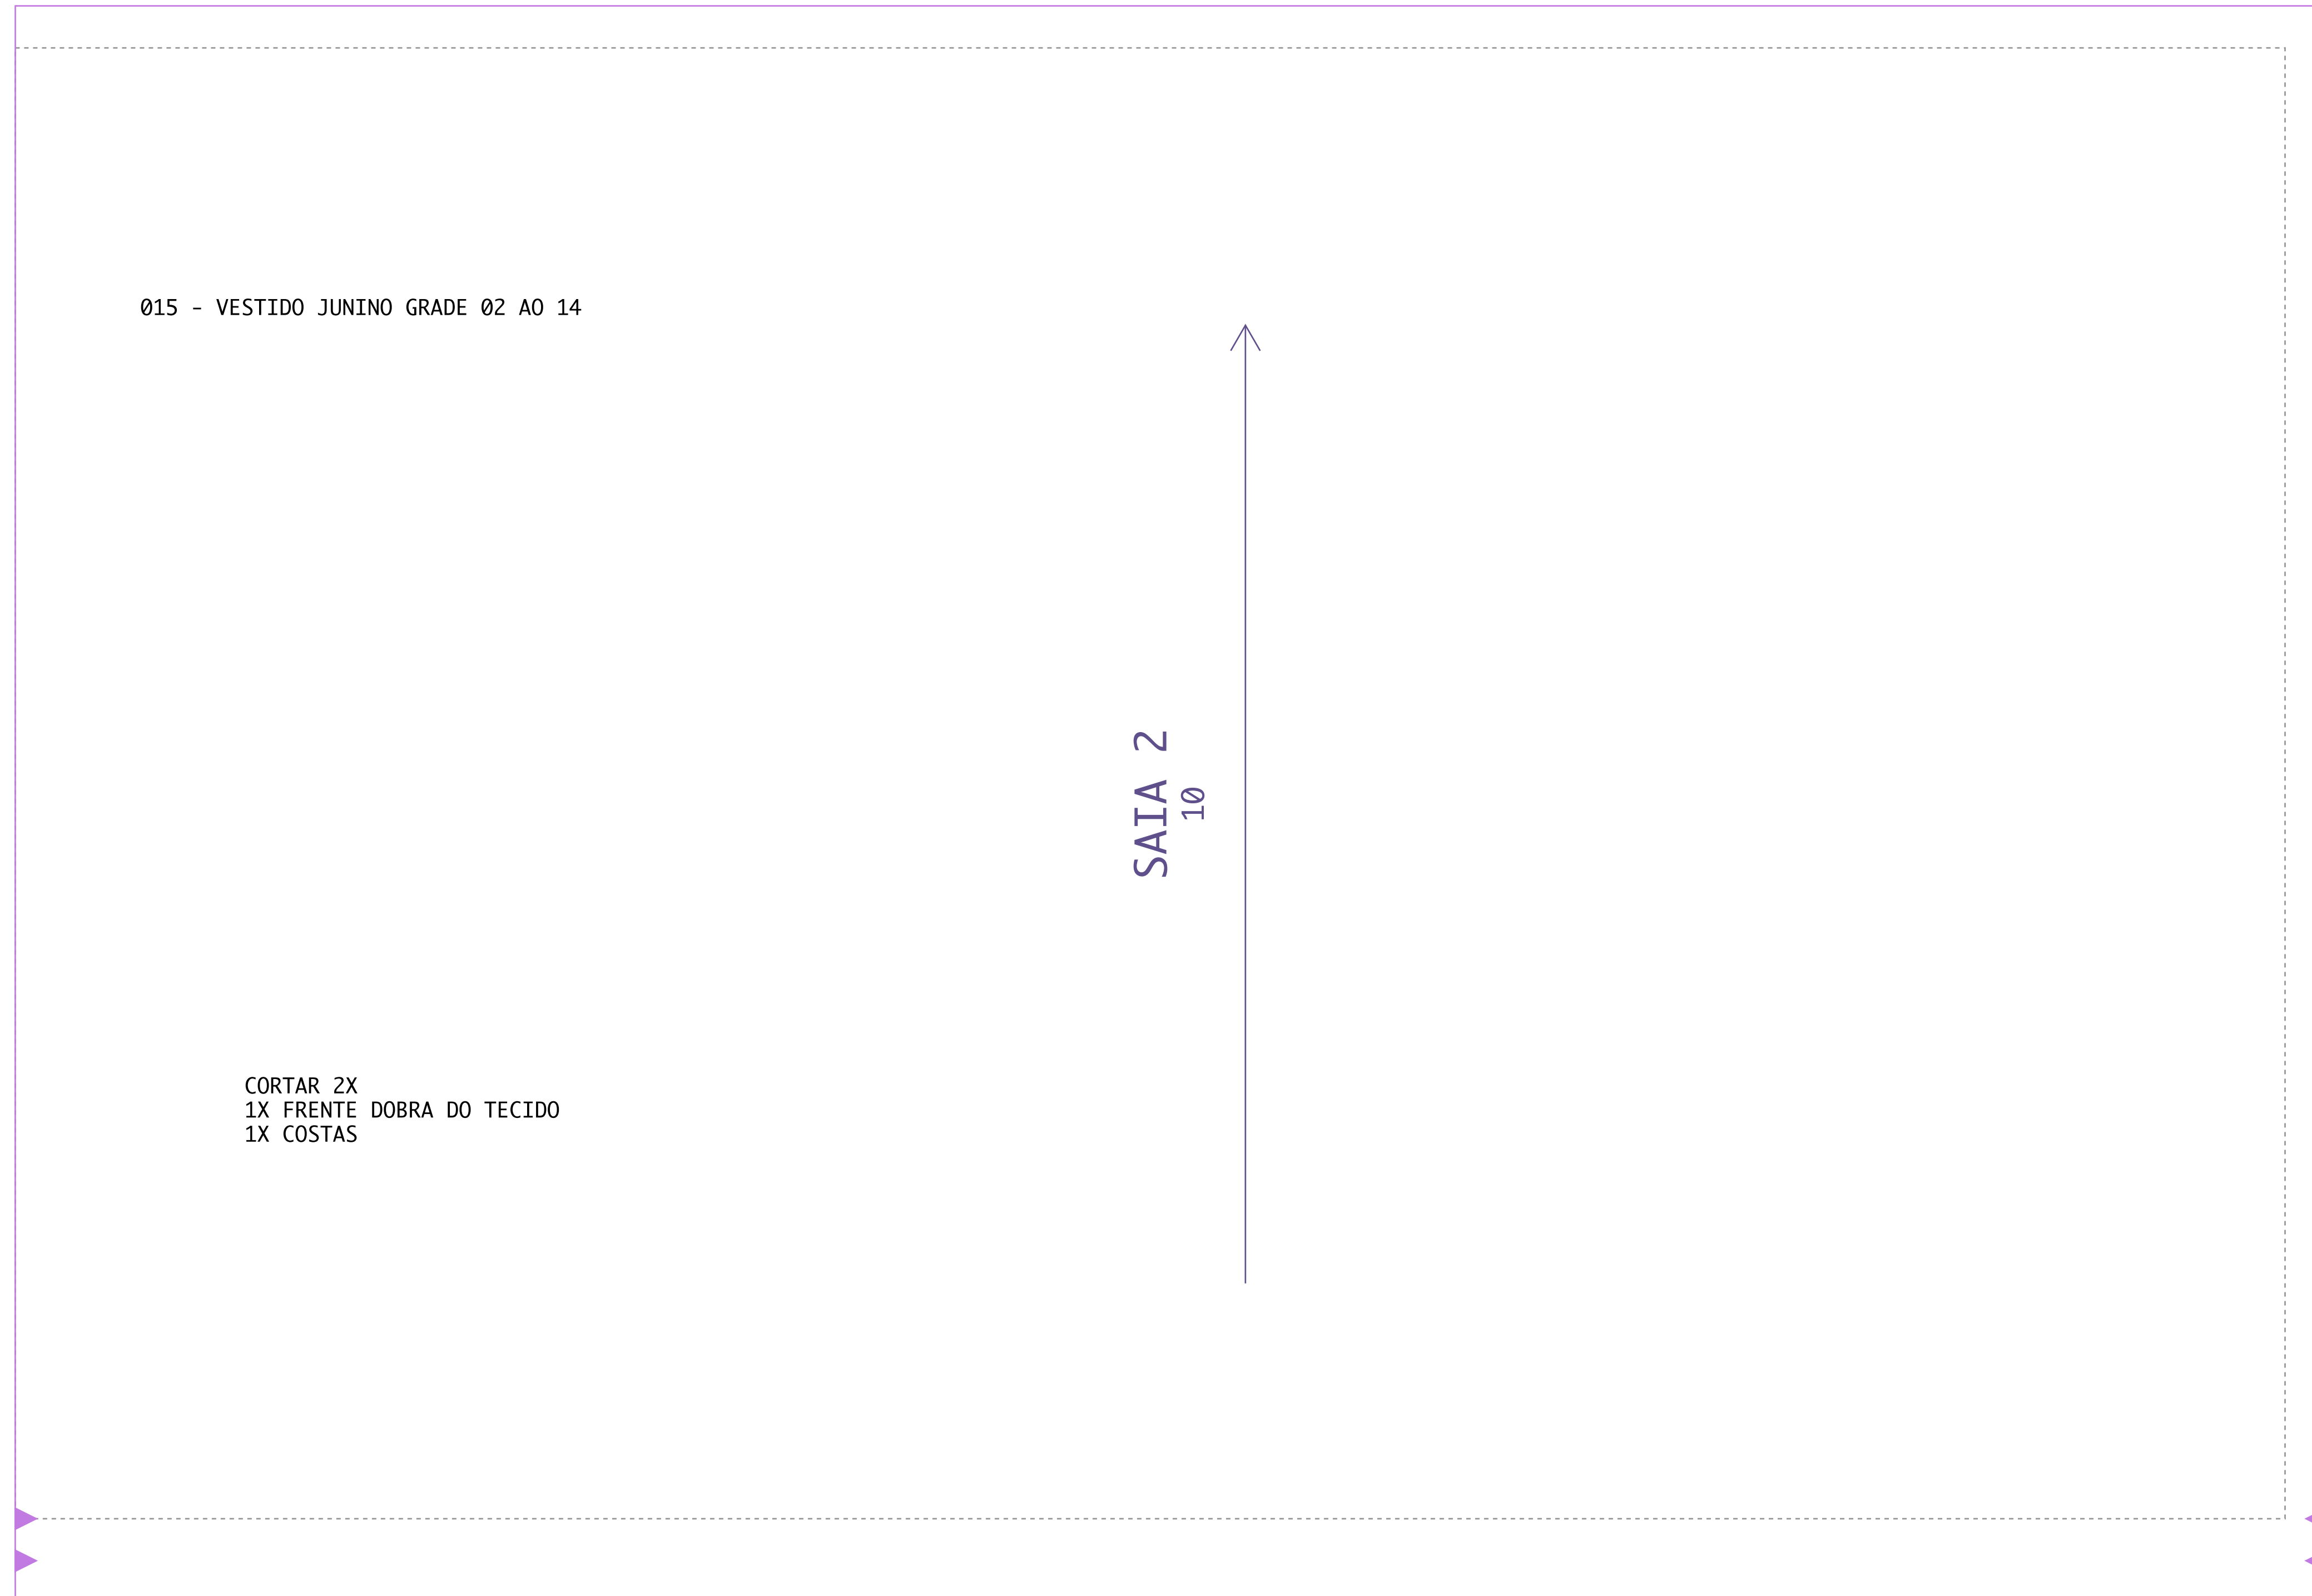 015 - VESTIDO JUNINO GRADE 02 AO 14
SAIA 2
10
CORTAR 2X
1X FRENTE DOBRA DO TECIDO
1X COSTAS